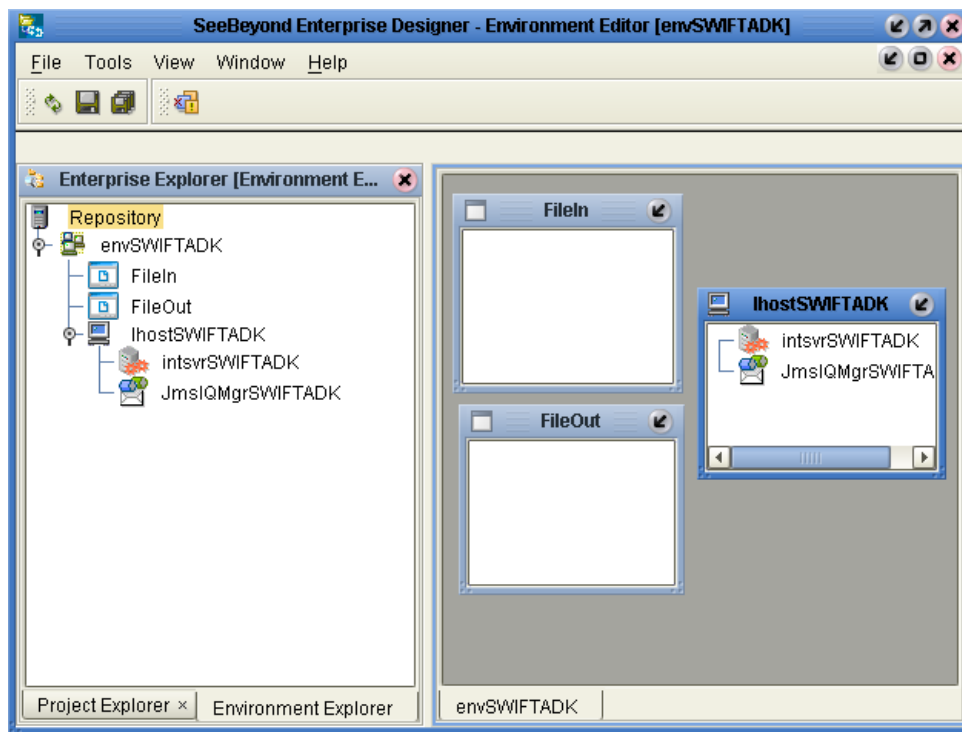 SeeBeyond Enterprise Designer - Environment Editor [envSWIFTADK]
File Tools View Window Help
Enterprise Explorer [Environment E...
Repository
envSWIFTADK
FileIn
FileOut
lhostSWIFTADK
intsvrSWIFTADK
JmsIQMgrSWIFTADK
Project Explorer ×
Environment Explorer
FileIn
FileOut
lhostSWIFTADK
intsvrSWIFTADK
JmsIQMgrSWIFTA
envSWIFTADK